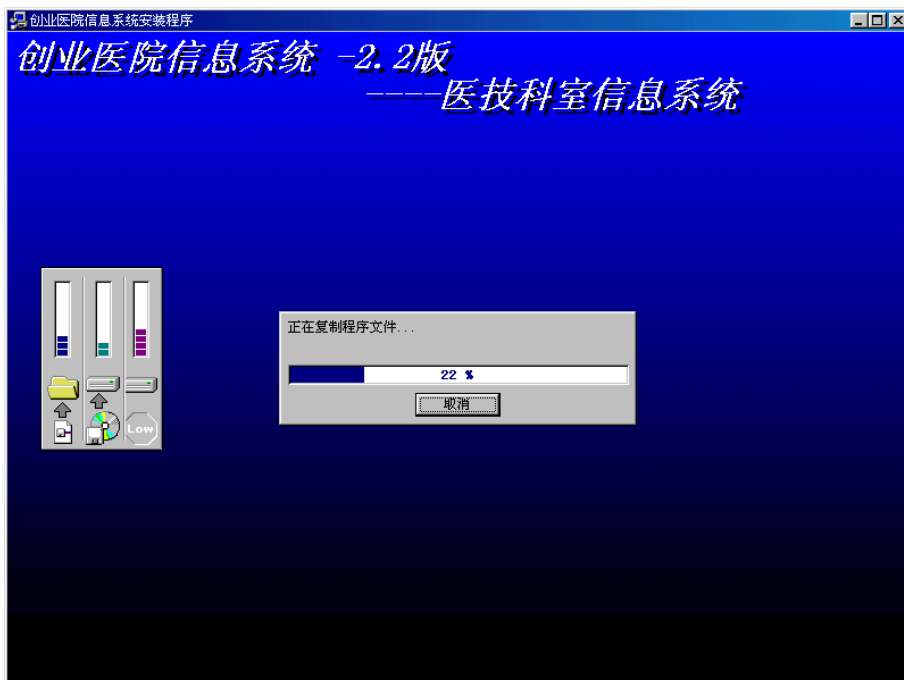 创业医院信息系统安装程序
创业医院信息系统 -2.2版
----医技科室信息系统
正在复制程序文件...
22 %
取消
Low